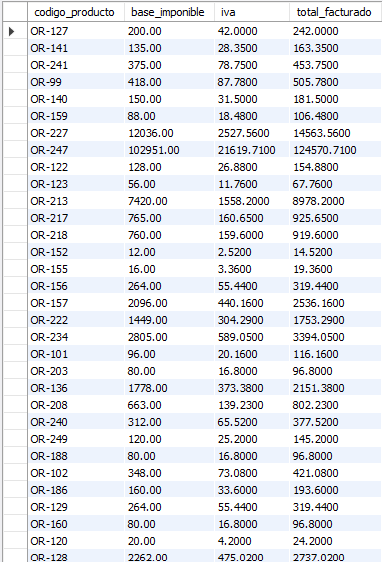 codigo_producto base_imponible iva total_facturado
OR-127 200.00 42.0000 242.0000
OR-141 135.00 28.3500 163.3500
OR-241 375.00 78.7500 453.7500
OR-99 418.00 87.7800 505.7800
OR-140 150.00 31.5000 181.5000
OR-159 88.00 18.4800 106.4800
OR-227 12036.00 2527.5600 14563.5600
OR-247 102951.00 21619.7100 124570.7100
OR-122 128.00 26.8800 154.8800
OR-123 56.00 11.7600 67.7600
OR-213 7420.00 1558.2000 8978.2000
OR-217 765.00 160.6500 925.6500
OR-218 760.00 159.6000 919.6000
OR-152 12.00 2.5200 14.5200
OR-155 16.00 3.3600 19.3600
OR-156 264.00 55.4400 319.4400
OR-157 2096.00 440.1600 2536.1600
OR-222 1449.00 304.2900 1753.2900
OR-234 2805.00 589.0500 3394.0500
OR-101 96.00 20.1600 116.1600
OR-203 80.00 16.8000 96.8000
OR-136 1778.00 373.3800 2151.3800
OR-208 663.00 139.2300 802.2300
OR-240 312.00 65.5200 377.5200
OR-249 120.00 25.2000 145.2000
OR-188 80.00 16.8000 96.8000
OR-102 348.00 73.0800 421.0800
OR-186 160.00 33.6000 193.6000
OR-129 264.00 55.4400 319.4400
OR-160 80.00 16.8000 96.8000
OR-120 20.00 4.2000 24.2000
OR-128 2262.00 475.0200 2737.0200